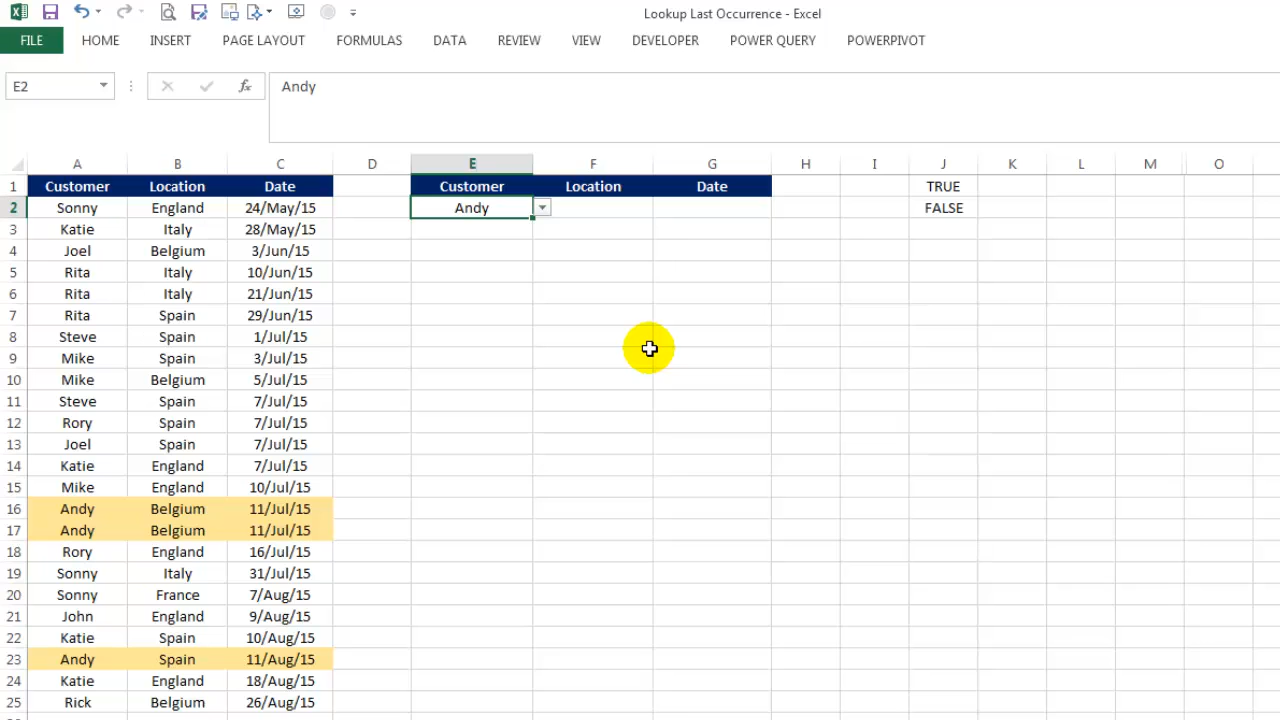 Lookup Last Occurrence - Excel
FILE HOME INSERT PAGE LAYOUT FORMULAS DATA REVIEW VIEW DEVELOPER POWER QUERY POWERPIVOT
E2 fx Andy
A B C D E F G H I J K L M O
1 Customer Location Date Customer Location Date TRUE
2 Sonny England 24/May/15 Andy FALSE
3 Katie Italy 28/May/15
4 Joel Belgium 3/Jun/15
5 Rita Italy 10/Jun/15
6 Rita Italy 21/Jun/15
7 Rita Spain 29/Jun/15
8 Steve Spain 1/Jul/15
9 Mike Spain 3/Jul/15
10 Mike Belgium 5/Jul/15
11 Steve Spain 7/Jul/15
12 Rory Spain 7/Jul/15
13 Joel Spain 7/Jul/15
14 Katie England 7/Jul/15
15 Mike England 10/Jul/15
16 Andy Belgium 11/Jul/15
17 Andy Belgium 11/Jul/15
18 Rory England 16/Jul/15
19 Sonny Italy 31/Jul/15
20 Sonny France 7/Aug/15
21 John England 9/Aug/15
22 Katie Spain 10/Aug/15
23 Andy Spain 11/Aug/15
24 Katie England 18/Aug/15
25 Rick Belgium 26/Aug/15